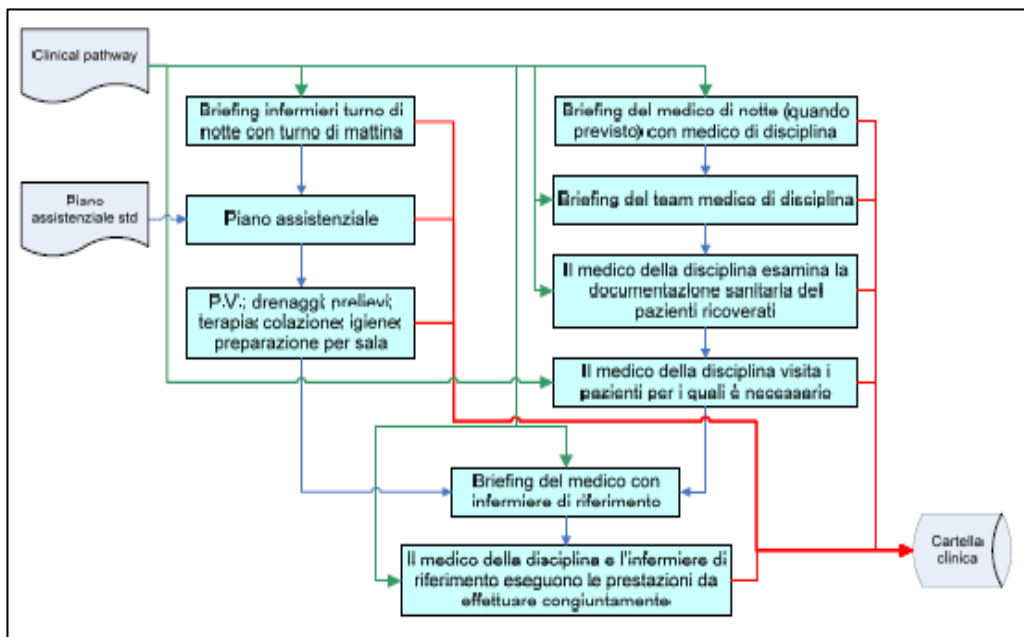 Clinical pathway
Briefing infermieri turno di
notte con turno di mattina
Briefing del medico di notte (quando
previsto) con medico di disciplina
Piano
assistenziale std
Piano assistenziale
Briefing del team medico di disciplina
P.V.; drenaggi; prelievi;
terapia; colazione; igiene;
preparazione per sala
Il medico della disciplina esamina la
documentazione sanitaria dei
pazienti ricoverati
Il medico della disciplina visita i
pazienti per i quali è necessario
Briefing del medico con
infermiere di riferimento
Il medico della disciplina e l'infermiere di
riferimento eseguono le prestazioni da
effettuare congiuntamente
Cartella
clinica